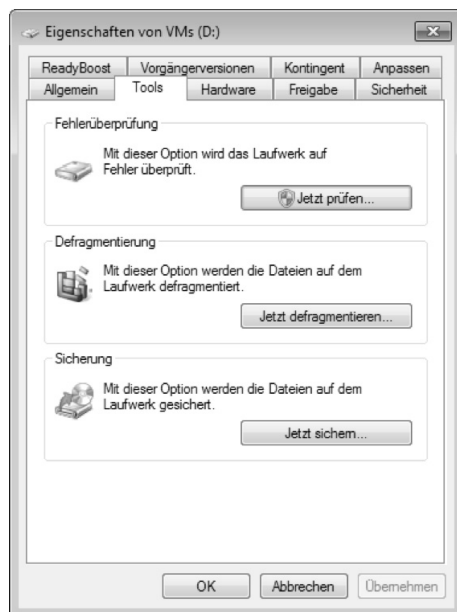 Eigenschaften von VMs (D:)
ReadyBoost Vorgängerversionen Kontingent Anpassen
Allgemein Tools Hardware Freigabe Sicherheit
Fehlerüberprüfung
Mit dieser Option wird das Laufwerk auf
Fehler überprüft.
Jetzt prüfen...
Defragmentierung
Mit dieser Option werden die Dateien auf dem
Laufwerk defragmentiert.
Jetzt defragmentieren...
Sicherung
Mit dieser Option werden die Dateien auf dem
Laufwerk gesichert.
Jetzt sichern...
OK Abbrechen Übernehmen